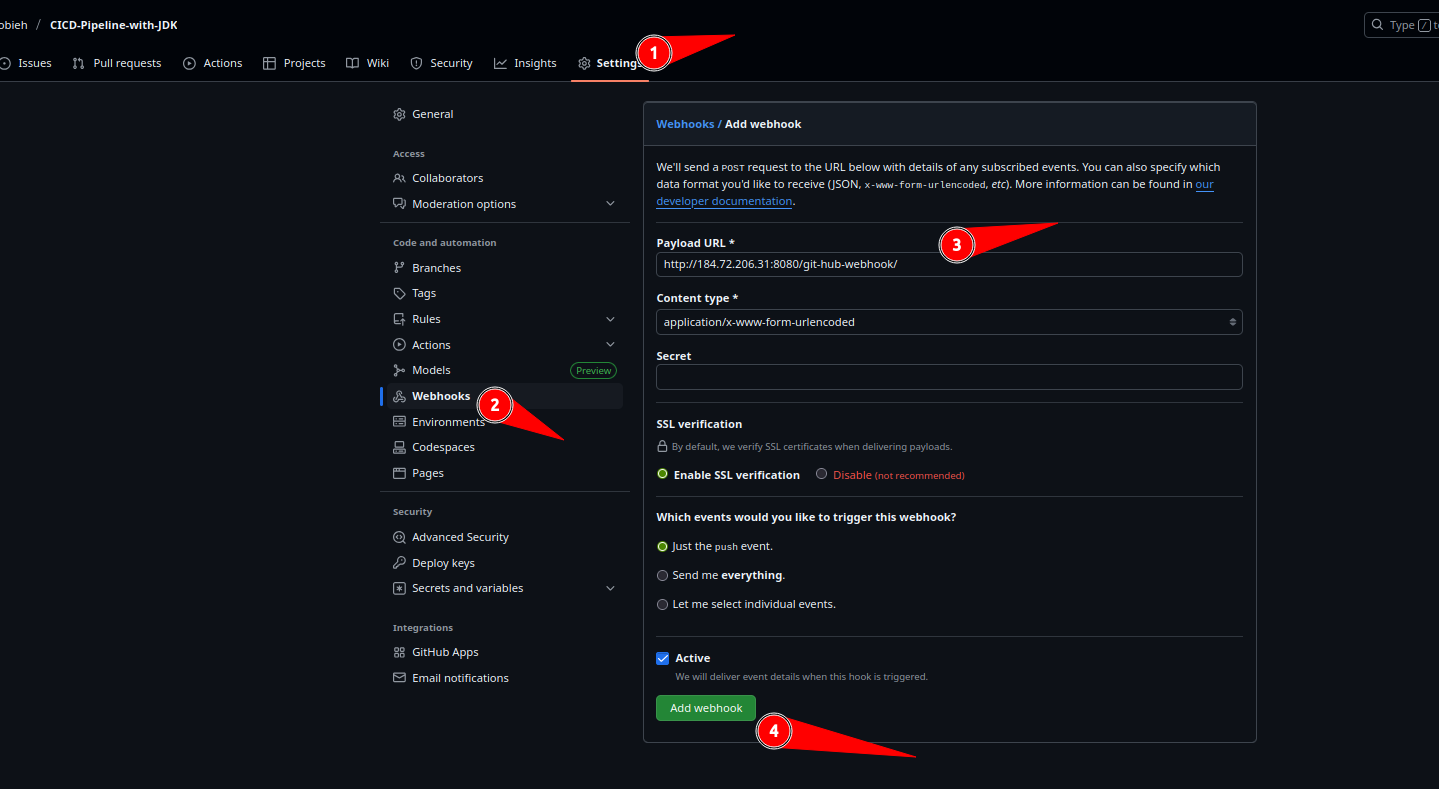 obieh / CICD-Pipeline-with-JDK
Type / to
Issues Pull requests Actions Projects Wiki Security Insights Settings
1
General
Access
Collaborators
Moderation options
Code and automation
Branches
Tags
Rules
Actions
Models Preview
Webhooks
2
Environments
Codespaces
Pages
Security
Advanced Security
Deploy keys
Secrets and variables
Integrations
GitHub Apps
Email notifications
Webhooks / Add webhook
We'll send a POST request to the URL below with details of any subscribed events. You can also specify which
data format you'd like to receive (JSON, x-www-form-urlencoded, etc). More information can be found in our
developer documentation.
Payload URL *
3
http://184.72.206.31:8080/git-hub-webhook/
Content type *
application/x-www-form-urlencoded
Secret
SSL verification
By default, we verify SSL certificates when delivering payloads.
Enable SSL verification Disable (not recommended)
Which events would you like to trigger this webhook?
Just the push event.
Send me everything.
Let me select individual events.
Active
We will deliver event details when this hook is triggered.
Add webhook
4